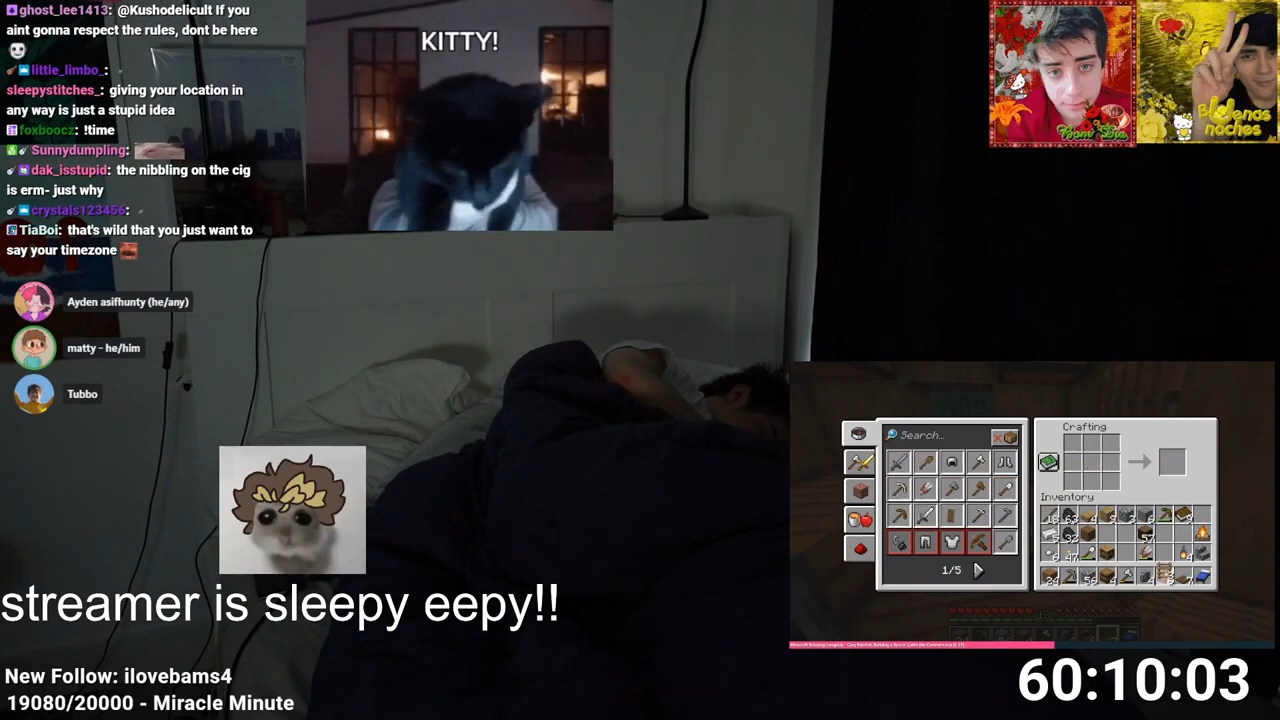 ghost_lee1413: @Kushodelicult If you
aint gonna respect the rules, dont be here
little_limbo_:
sleepystitches_: giving your location in
any way is just a stupid idea
foxboocz: !time
Sunnydumpling:
dak_isstupid: the nibbling on the cig
is erm- just why
crystals123456:
TiaBoi: that's wild that you just want to
say your timezone
KITTY!
Bom Dia
Buenas
noches
Ayden asifhunty (he/any)
matty - he/him
Tubbo
Search...
1/5
Crafting
Inventory
streamer is sleepy eepy!!
New Follow: ilovebams4
19080/20000 - Miracle Minute
60:10:03